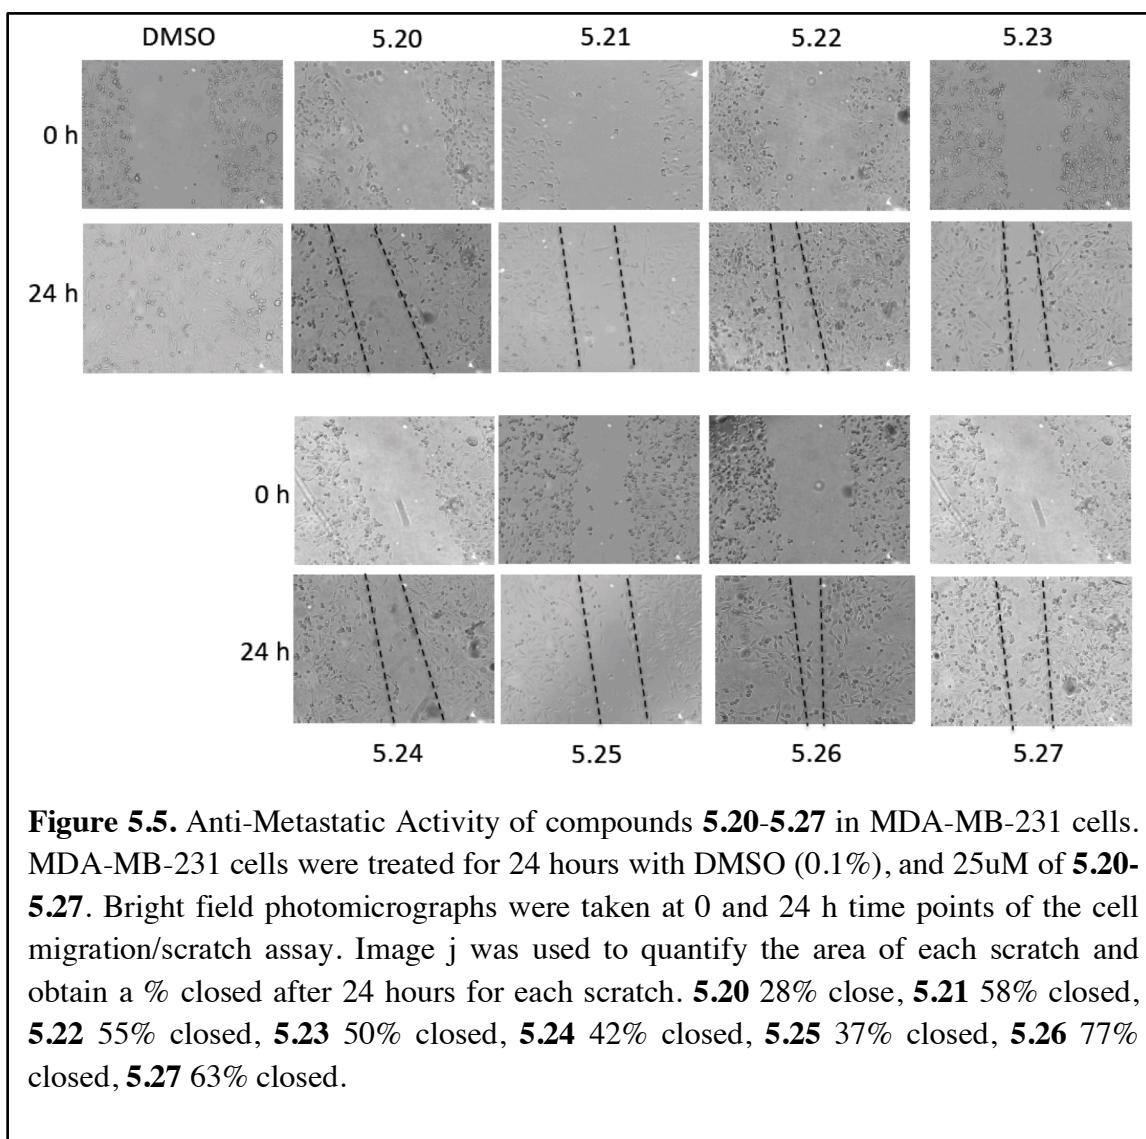 DMSO 5.20 5.21 5.22 5.23
0 h
24 h
0 h
24 h
5.24 5.25 5.26 5.27
Figure 5.5. Anti-Metastatic Activity of compounds 5.20-5.27 in MDA-MB-231 cells.
MDA-MB-231 cells were treated for 24 hours with DMSO (0.1%), and 25uM of 5.20-
5.27. Bright field photomicrographs were taken at 0 and 24 h time points of the cell
migration/scratch assay. Image j was used to quantify the area of each scratch and
obtain a % closed after 24 hours for each scratch. 5.20 28% close, 5.21 58% closed,
5.22 55% closed, 5.23 50% closed, 5.24 42% closed, 5.25 37% closed, 5.26 77%
closed, 5.27 63% closed.